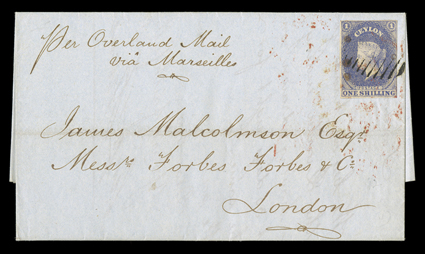 CEYLON
ONE SHILLING
Per Overland Mail
via Marseilles
James Malcolmson Esqr
Messrs Forbes Forbes & Co
London